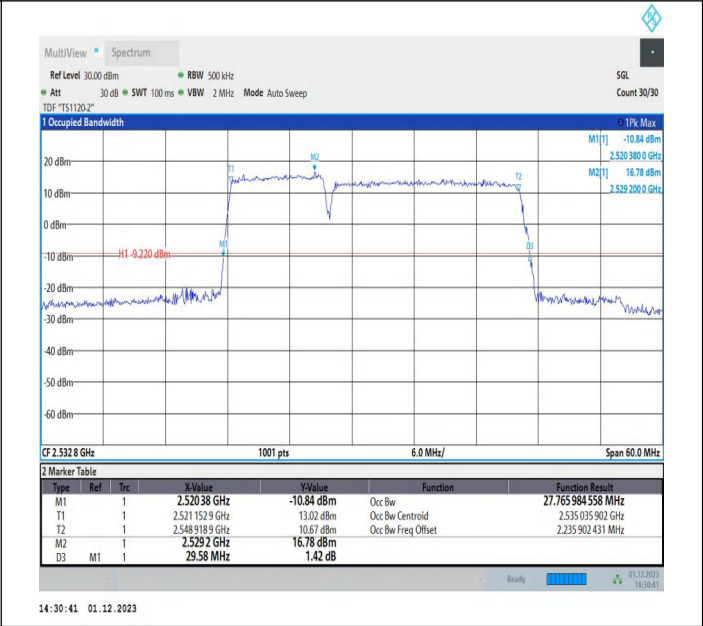 R S
MultiView Spectrum
Ref Level 30.00 dBm RBW 500 kHz SGL
Att 30 dB SWT 100 ms VBW 2 MHz Mode Auto Sweep Count 30/30
TDF "TS1120-2"
1 Occupied Bandwidth 1Pk Max
M1[1] -10.84 dBm
2.520 380 0 GHz
M2[1] 16.78 dBm
2.529 200 0 GHz
20 dBm
M2
T1
T2
10 dBm
0 dBm
M1
D3
H1 -9.220 dBm
-10 dBm
-20 dBm
-30 dBm
-40 dBm
-50 dBm
-60 dBm
CF 2.532 8 GHz 1001 pts 6.0 MHz/ Span 60.0 MHz
2 Marker Table
Type Ref Trc X-Value Y-Value Function Function Result
M1 1 2.520 38 GHz -10.84 dBm Occ Bw 27.765 984 558 MHz
T1 1 2.521 152 9 GHz 13.02 dBm Occ Bw Centroid 2.535 035 902 GHz
T2 1 2.548 918 9 GHz 10.67 dBm Occ Bw Freq Offset 2.235 902 431 MHz
M2 1 2.529 2 GHz 16.78 dBm
D3 M1 1 29.58 MHz 1.42 dB
Ready 01.12.2023
14:30:41
14:30:41 01.12.2023